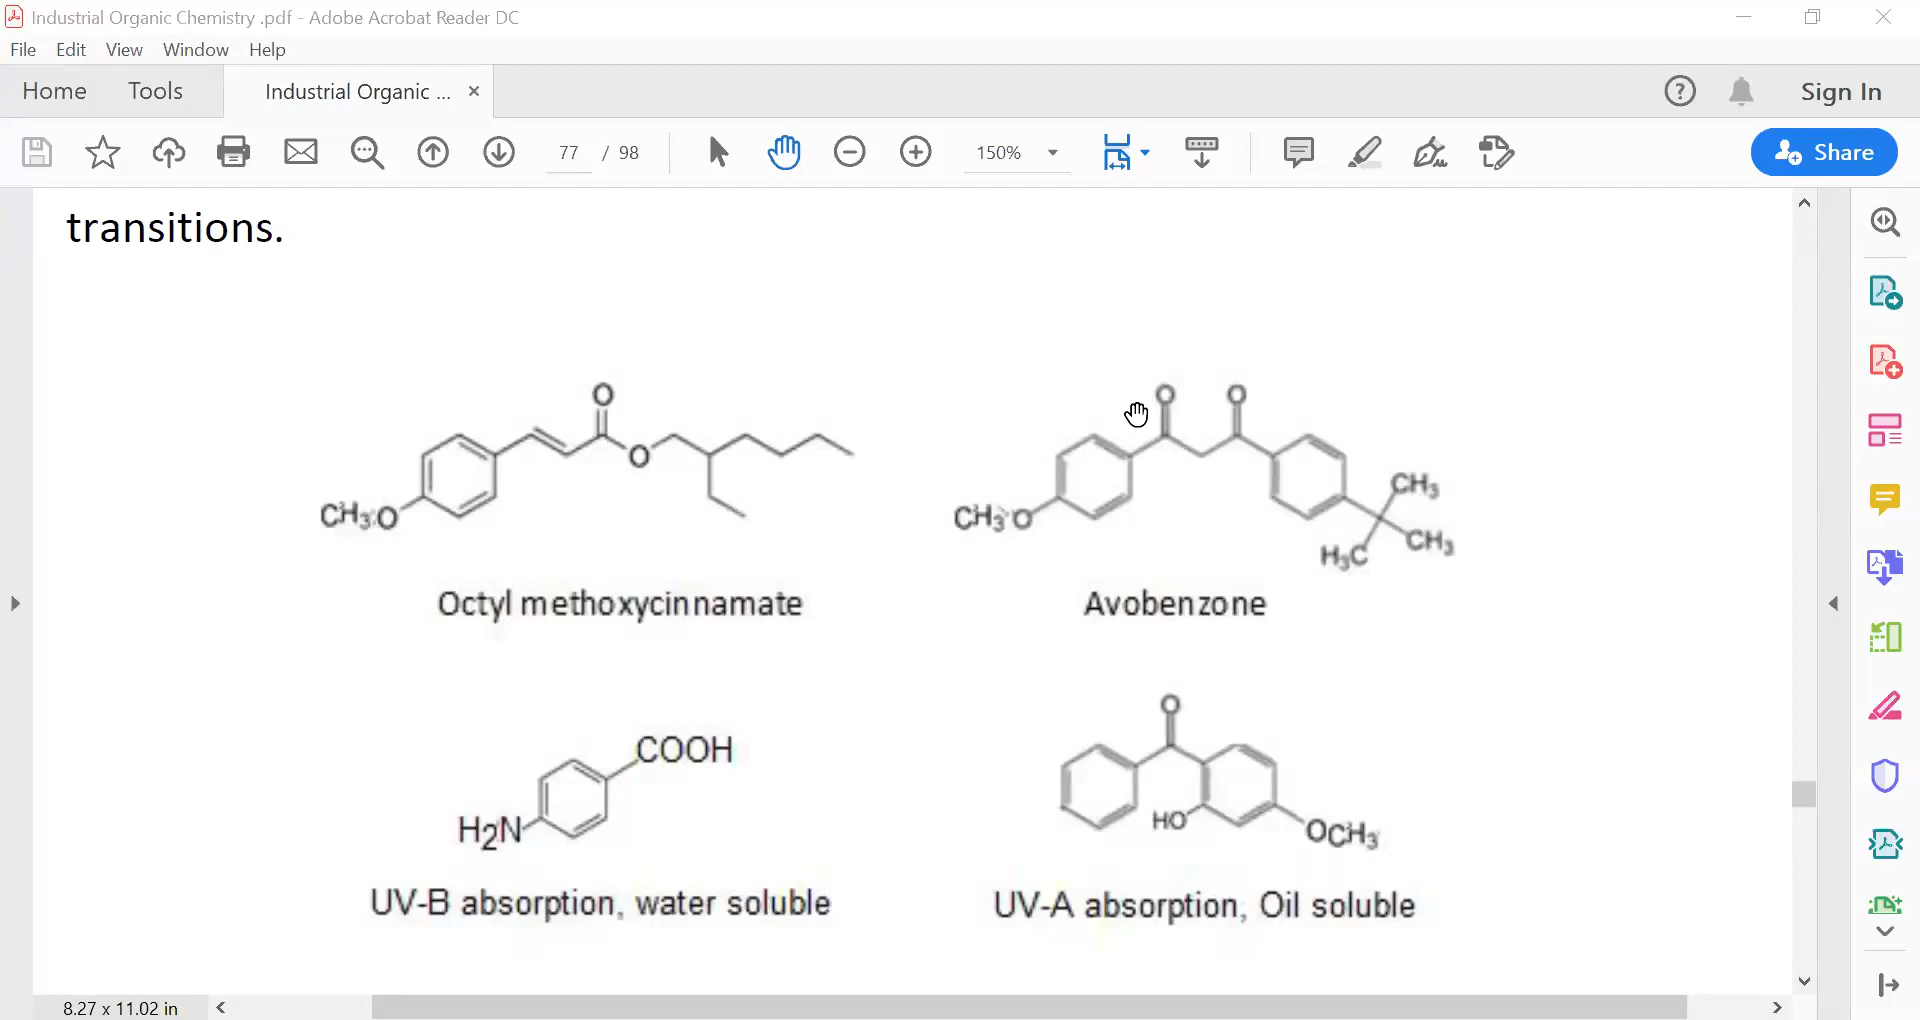 Industrial Organic Chemistry .pdf - Adobe Acrobat Reader DC
File Edit View Window Help
Home Tools Industrial Organic ... × Sign In
77 / 98 150% Share
transitions.
O O O
O
CH3O CH3O CH3
H3C CH3
Octyl methoxycinnamate Avobenzone
O
COOH
H2N HO OCH3
UV-B absorption, water soluble UV-A absorption, Oil soluble
8.27 x 11.02 in